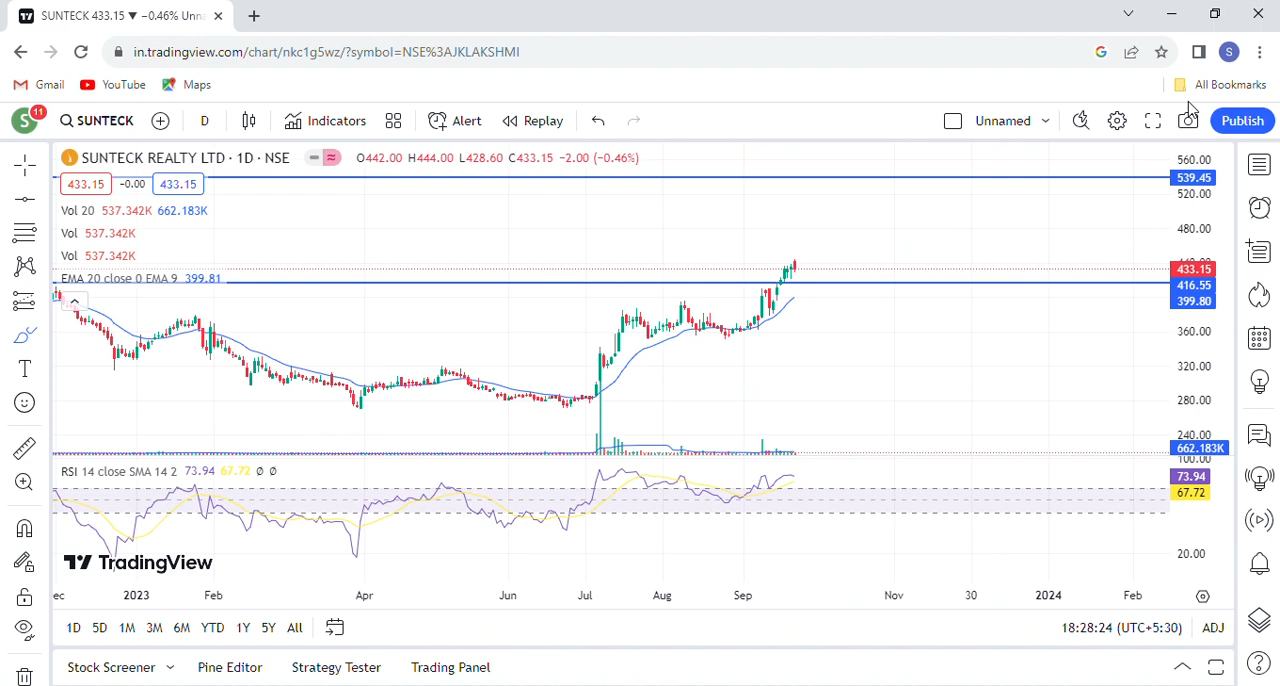 SUNTECK 433.15 ▼ −0.46% Unna
in.tradingview.com/chart/nkc1g5wz/?symbol=NSE%3AJKLAKSHMI
S
Gmail YouTube Maps All Bookmarks
S 11 SUNTECK D Indicators Alert Replay Unnamed Publish
SUNTECK REALTY LTD · 1D · NSE O442.00 H444.00 L428.60 C433.15 −2.00 (−0.46%)
433.15 -0.00 433.15
Vol 20 537.342K 662.183K
Vol 537.342K
Vol 537.342K
EMA 20 close 0 EMA 9 399.81
560.00
539.45
520.00
480.00
433.15
416.55
399.80
360.00
320.00
280.00
240.00
662.183K
100.00
RSI 14 close SMA 14 2 73.94 67.72 Ø Ø
73.94
67.72
20.00
TradingView
ec 2023 Feb Apr Jun Jul Aug Sep Nov 30 2024 Feb
1D 5D 1M 3M 6M YTD 1Y 5Y All 18:28:24 (UTC+5:30) ADJ
Stock Screener Pine Editor Strategy Tester Trading Panel